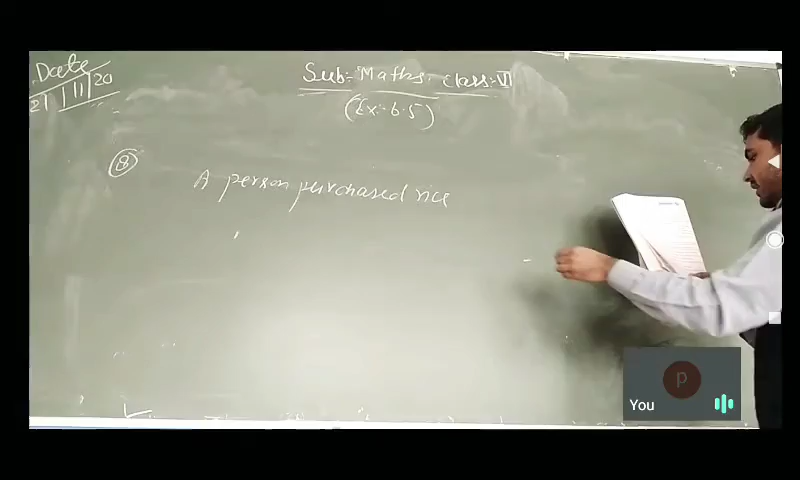 Date
21/11/20
Sub:- Maths. Class:- VI
(Ex:- 6.5)
8
A person purchased rice
P
You